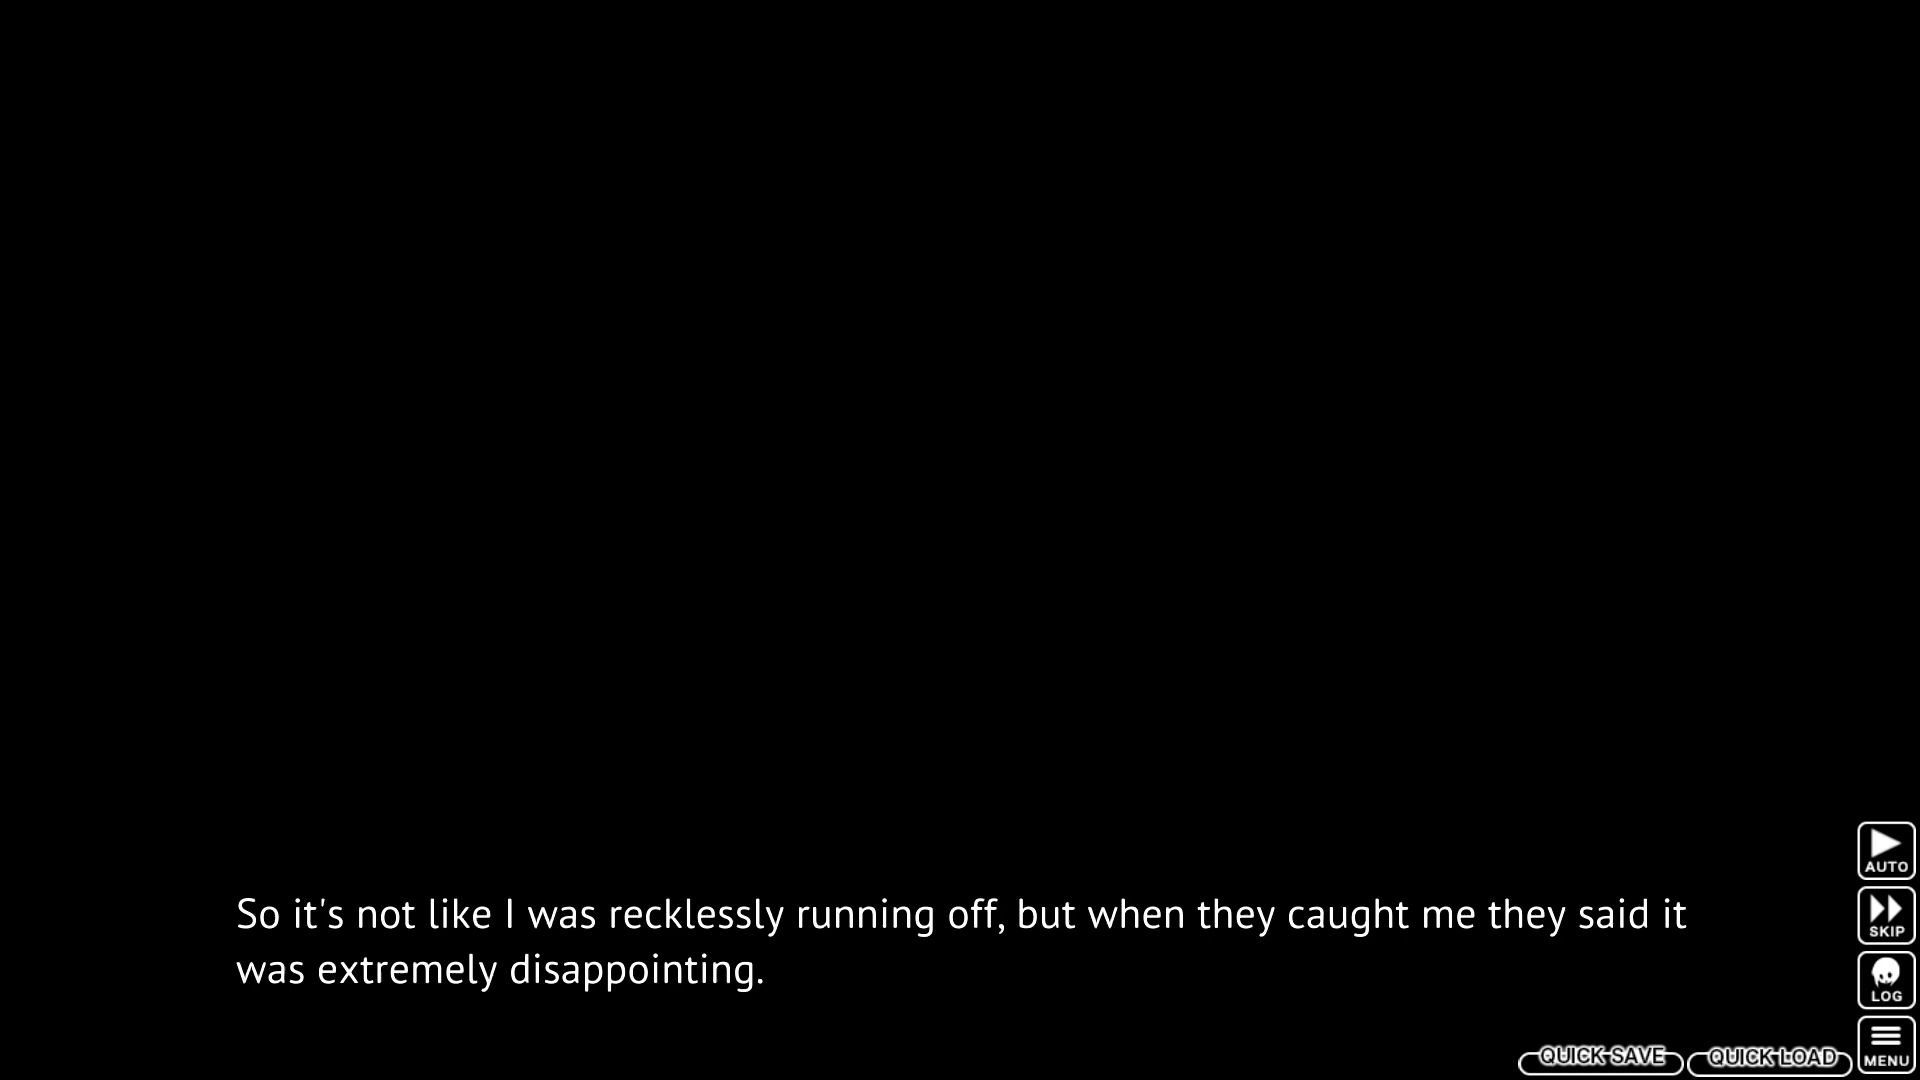 So it's not like I was recklessly running off, but when they caught me they said it
was extremely disappointing.
AUTO
SKIP
LOG
MENU
QUICK SAVE
QUICK LOAD